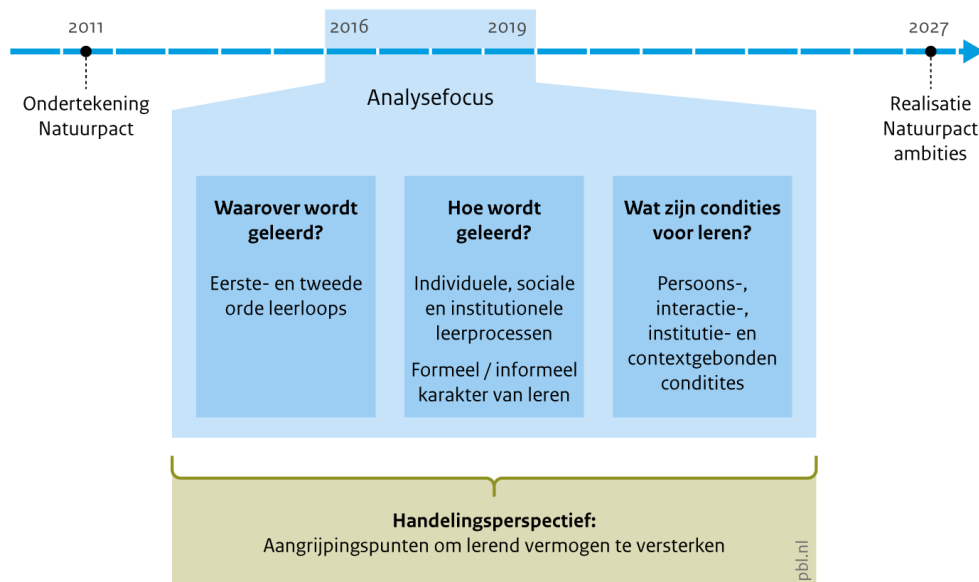 2011
2016
2019
2027
Ondertekening
Natuurpact
Analysefocus
Realisatie
Natuurpact
ambities
Waarover wordt
geleerd?
Eerste- en tweede
orde leerloops
Hoe wordt
geleerd?
Individuele, sociale
en institutionele
leerprocessen
Formeel / informeel
karakter van leren
Wat zijn condities
voor leren?
Persoons-,
interactie-,
institutie- en
contextgebonden
conditites
Handelingsperspectief:
Aangrijpingspunten om lerend vermogen te versterken
pbl.nl